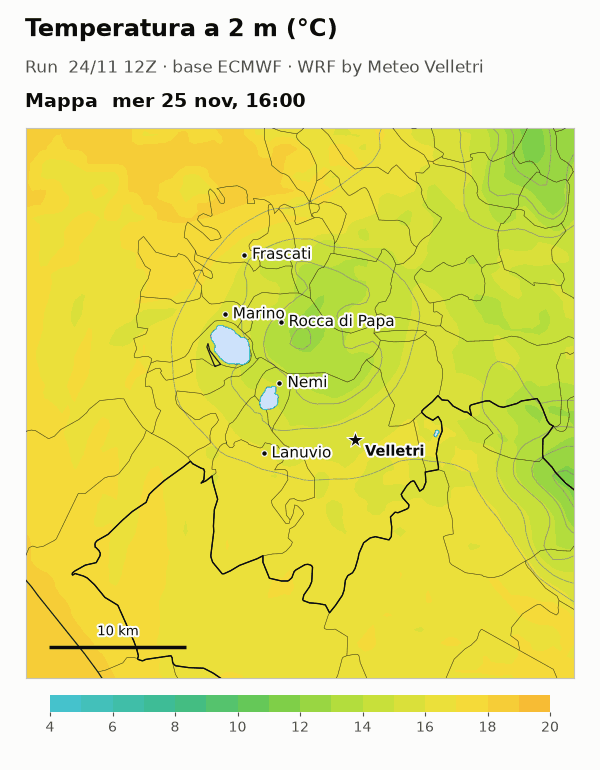 Temperatura a 2 m (°C)
Run  24/11 12Z · base ECMWF · WRF by Meteo Velletri
Mappa  mer 25 nov, 16:00
Frascati
Marino
Rocca di Papa
Nemi
Velletri
Lanuvio
10 km
4 6 8 10 12 14 16 18 20